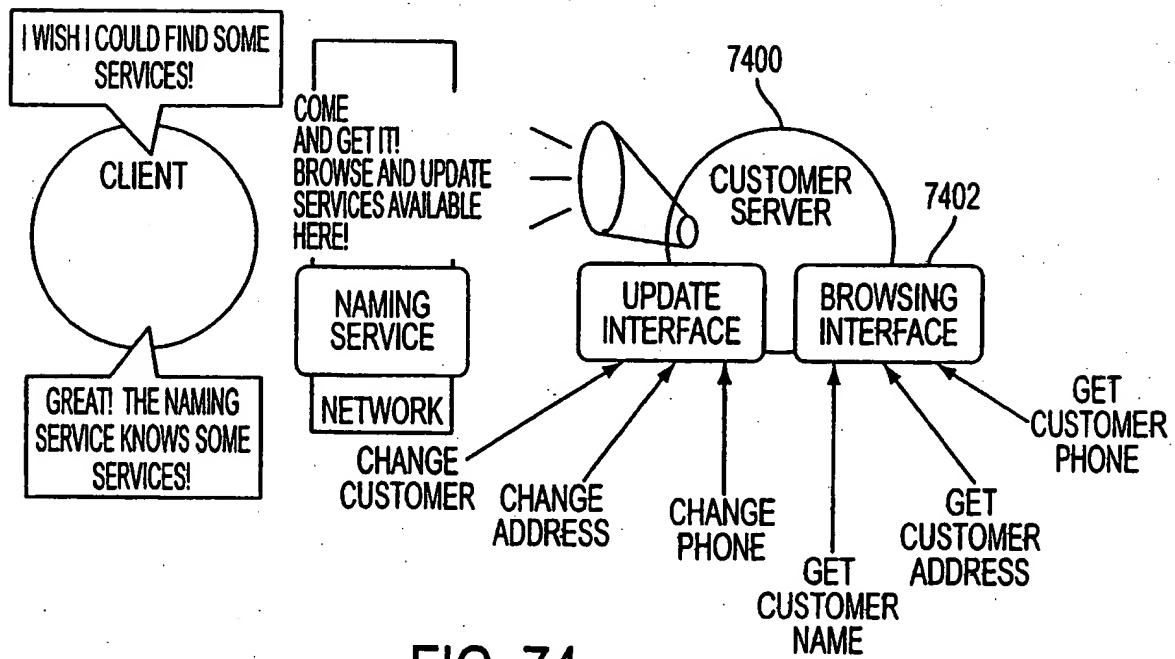 I WISH I COULD FIND SOME
SERVICES!
CLIENT
GREAT! THE NAMING
SERVICE KNOWS SOME
SERVICES!
COME
AND GET IT!
BROWSE AND UPDATE
SERVICES AVAILABLE
HERE!
NAMING
SERVICE
NETWORK
7400
CUSTOMER
SERVER
7402
UPDATE
INTERFACE
BROWSING
INTERFACE
CHANGE
CUSTOMER
CHANGE
ADDRESS
CHANGE
PHONE
GET
CUSTOMER
NAME
GET
CUSTOMER
ADDRESS
GET
CUSTOMER
PHONE
FIG. 74